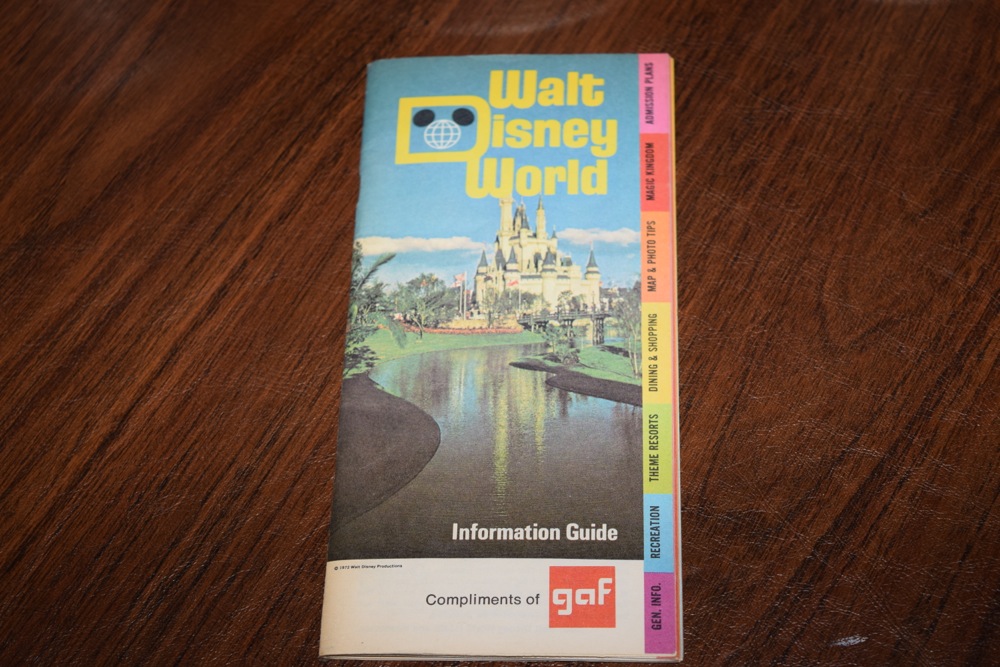 Walt
Disney
World
ADMISSION PLANS
MAGIC KINGDOM
MAP & PHOTO TIPS
DINING & SHOPPING
THEME RESORTS
RECREATION
GEN. INFO.
Information Guide
© 1972 Walt Disney Productions
Compliments of gaf